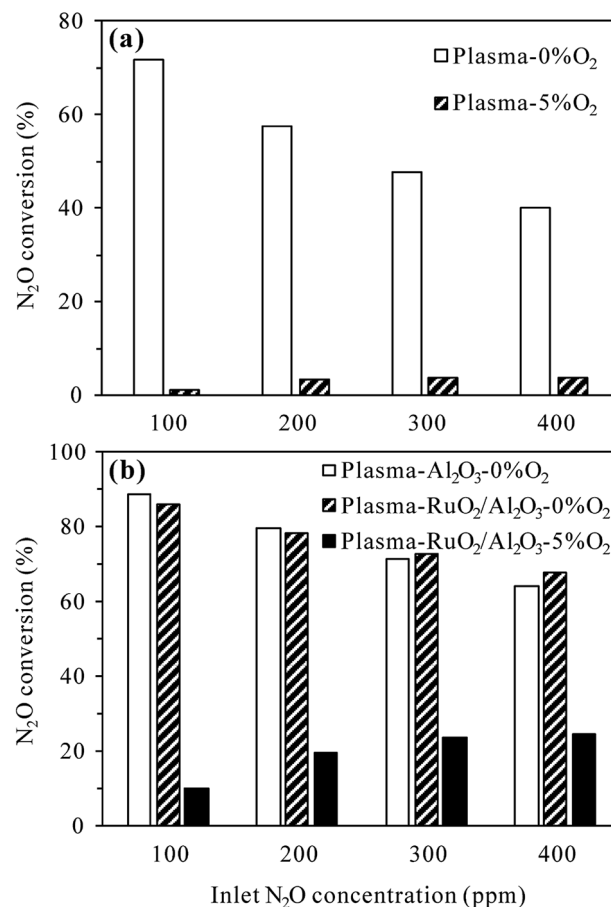 (a)
Plasma-0%O₂
Plasma-5%O₂
N₂O conversion (%)
80
60
40
20
0
100 200 300 400
(b)
Plasma-Al₂O₃-0%O₂
Plasma-RuO₂/Al₂O₃-0%O₂
Plasma-RuO₂/Al₂O₃-5%O₂
N₂O conversion (%)
100
80
60
40
20
0
100 200 300 400
Inlet N₂O concentration (ppm)